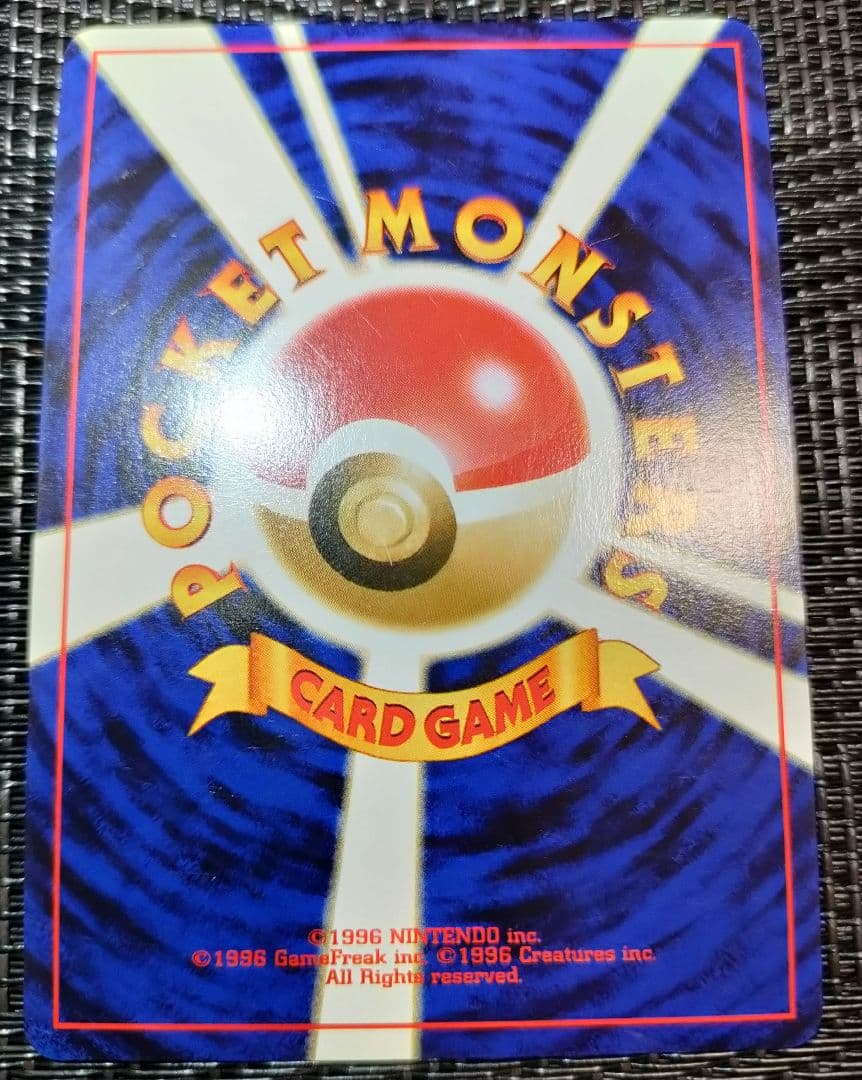 POCKET MONSTERS
CARD GAME
©1996 NINTENDO inc.
©1996 GameFreak inc. ©1996 Creatures inc.
All Rights reserved.